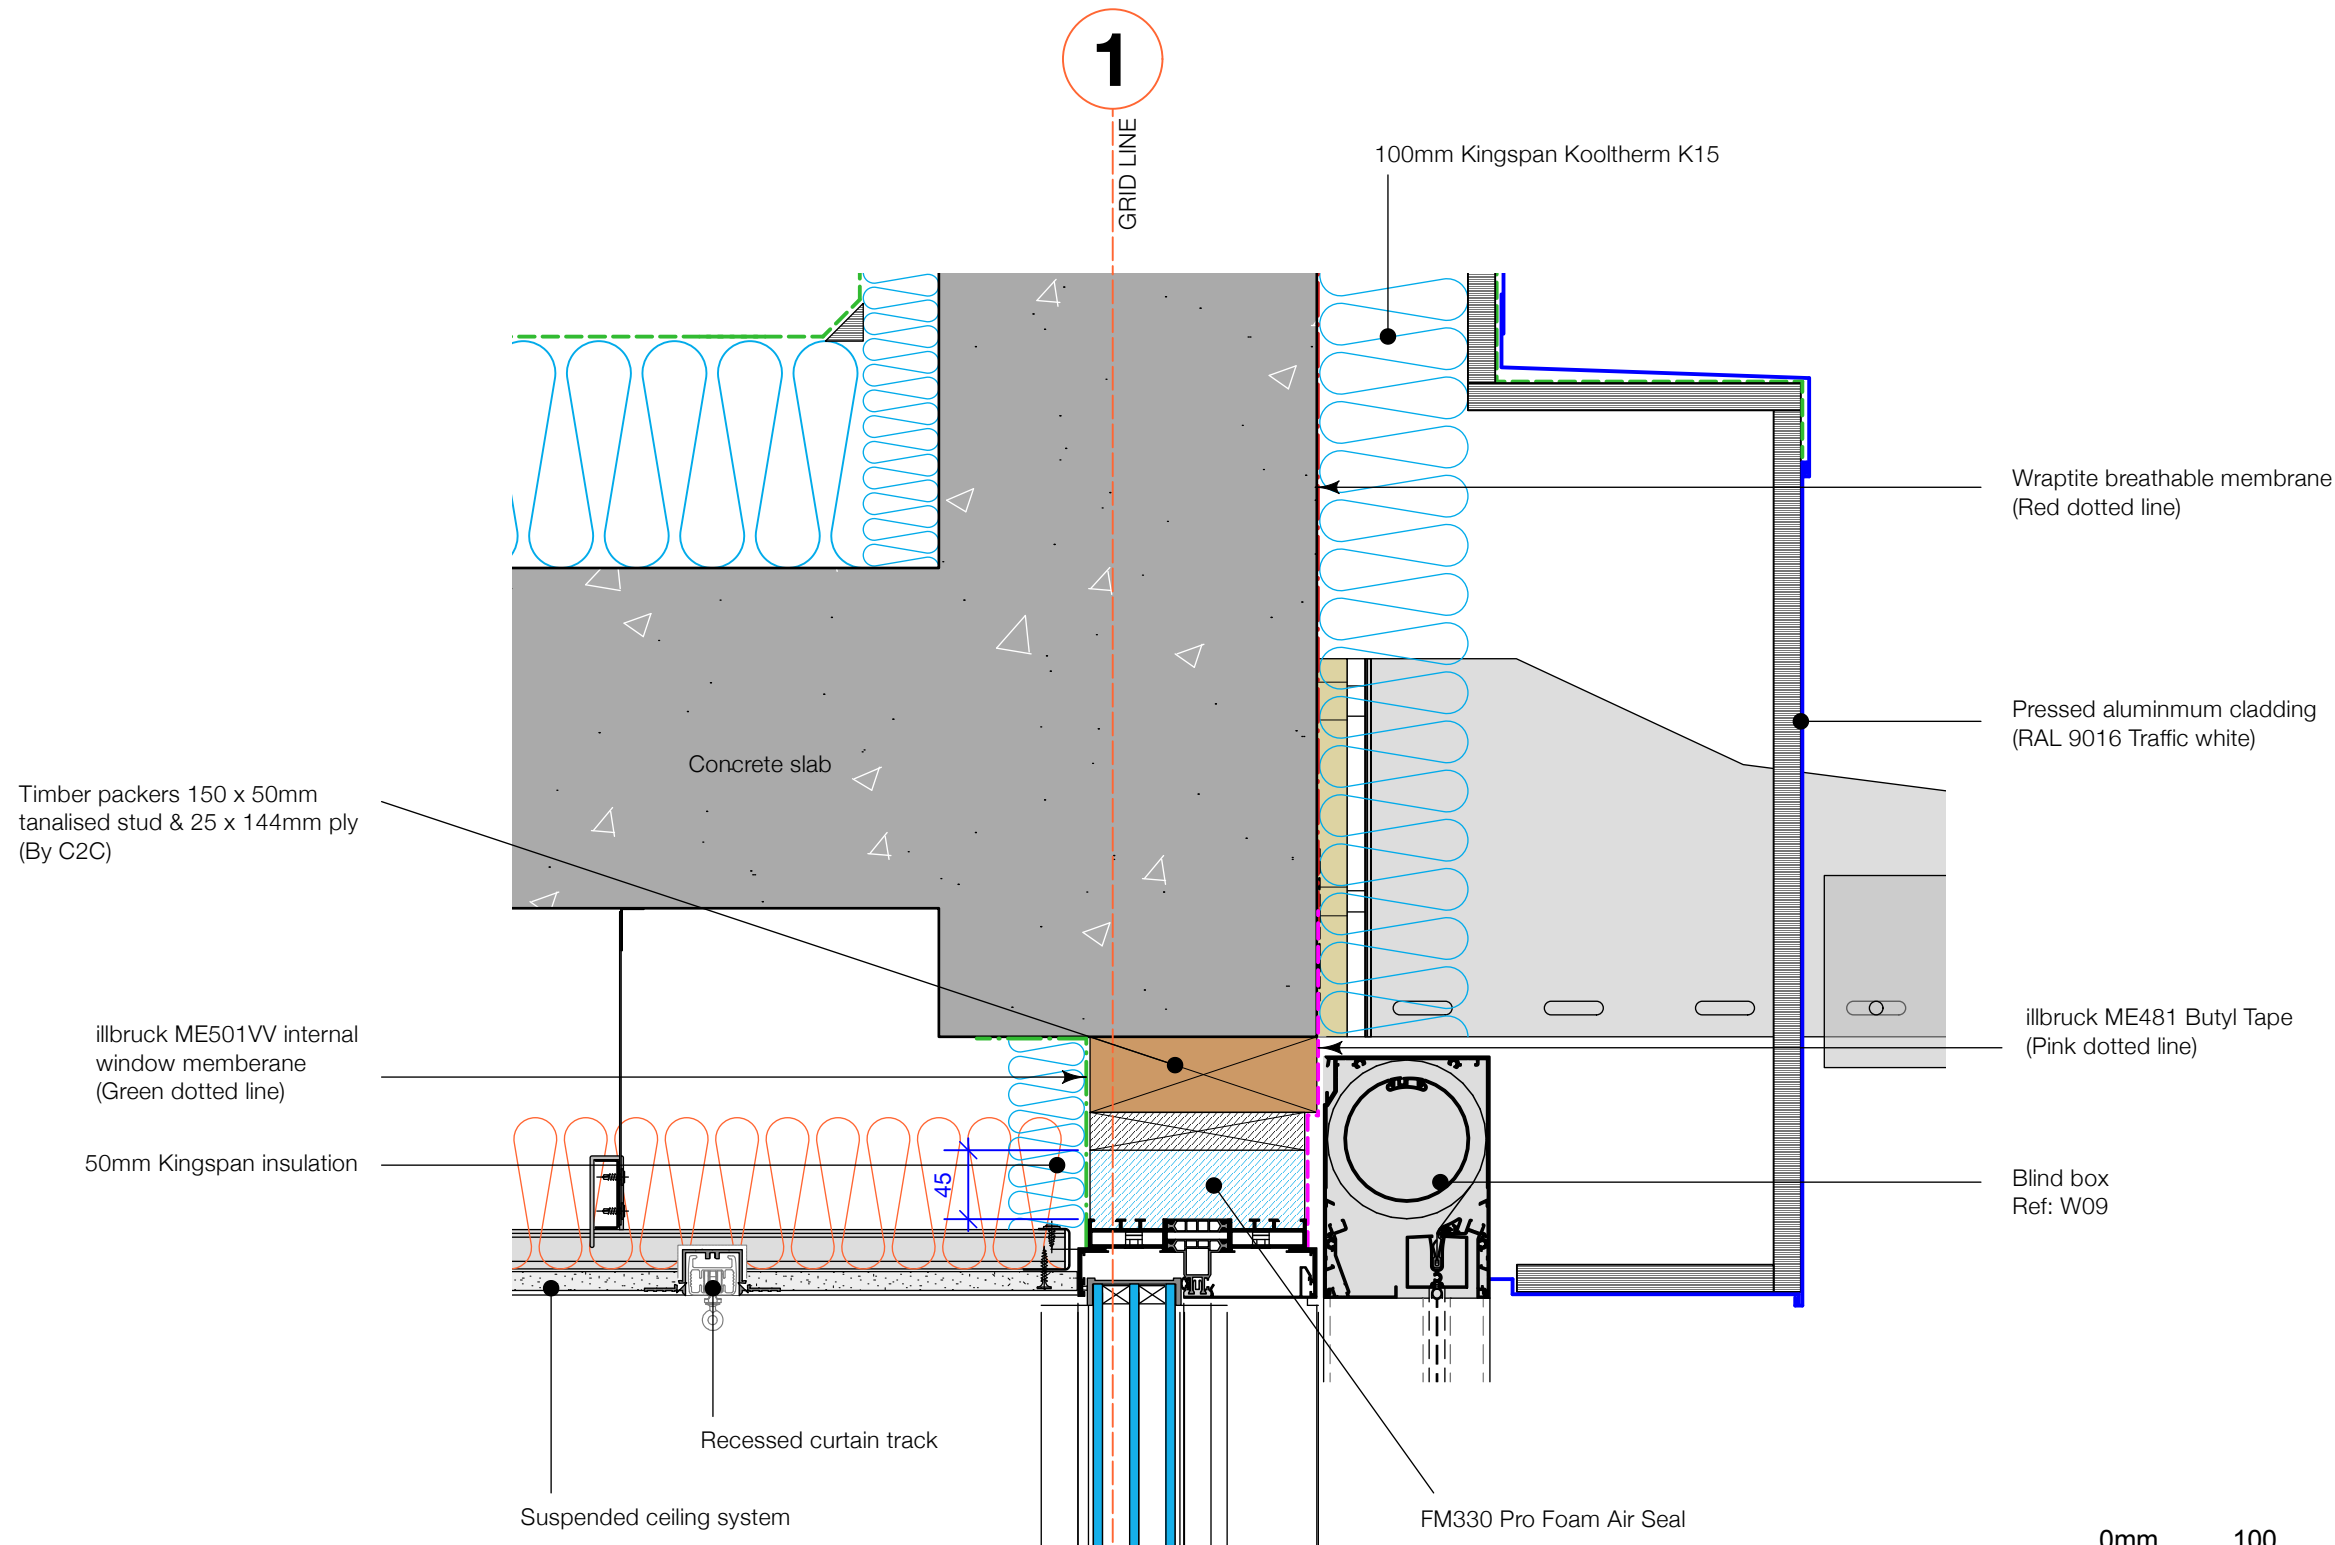 1
GRID LINE
100mm Kingspan Kooltherm K15
Wraptite breathable membrane
(Red dotted line)
Pressed aluminmum cladding
(RAL 9016 Traffic white)
Concrete slab
Timber packers 150 x 50mm
tanalised stud & 25 x 144mm ply
(By C2C)
illbruck ME501VV internal
window memberane
(Green dotted line)
illbruck ME481 Butyl Tape
(Pink dotted line)
50mm Kingspan insulation
45
Blind box
Ref: W09
Recessed curtain track
Suspended ceiling system
FM330 Pro Foam Air Seal
0mm 100